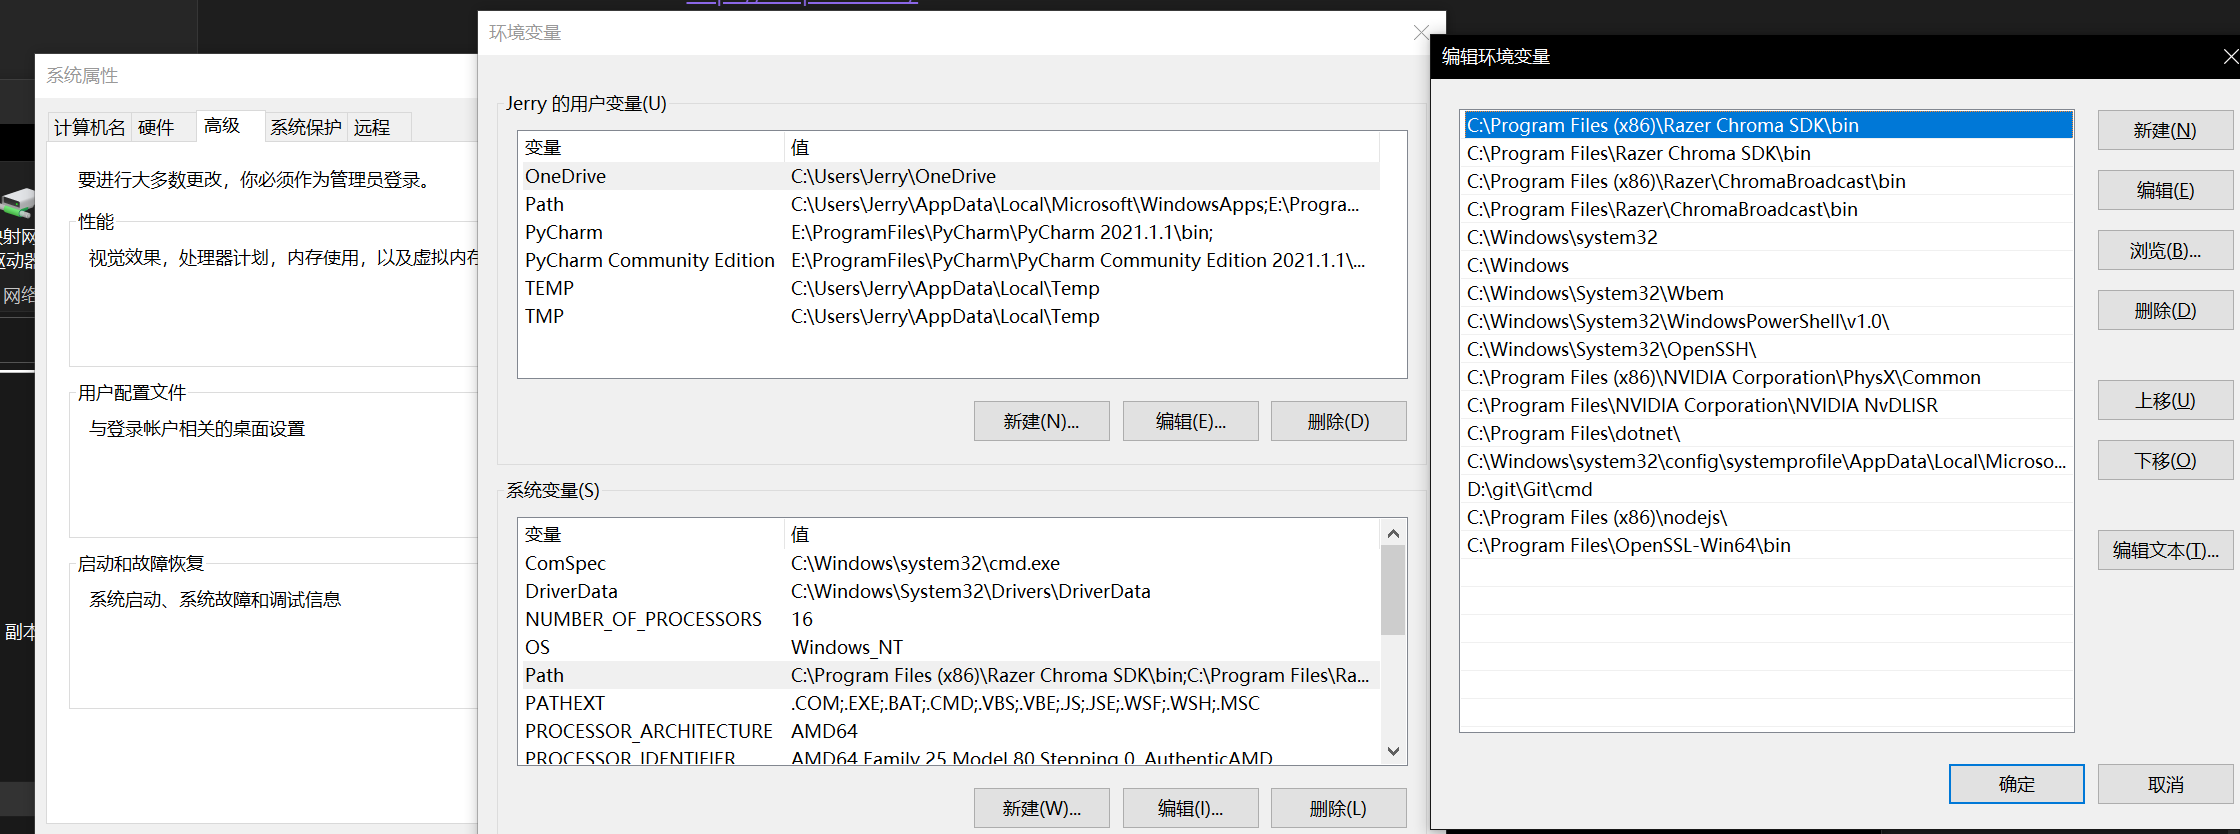 系统属性
计算机名
硬件
高级
系统保护
远程
要进行大多数更改，你必须作为管理员登录。
性能
视觉效果，处理器计划，内存使用，以及虚拟内存
用户配置文件
与登录帐户相关的桌面设置
启动和故障恢复
系统启动、系统故障和调试信息
网络
副本
环境变量
Jerry 的用户变量(U)
变量 值
OneDrive C:\Users\Jerry\OneDrive
Path C:\Users\Jerry\AppData\Local\Microsoft\WindowsApps;E:\Progra...
PyCharm E:\ProgramFiles\PyCharm\PyCharm 2021.1.1\bin;
PyCharm Community Edition E:\ProgramFiles\PyCharm\PyCharm Community Edition 2021.1.1\...
TEMP C:\Users\Jerry\AppData\Local\Temp
TMP C:\Users\Jerry\AppData\Local\Temp
新建(N)... 编辑(E)... 删除(D)
系统变量(S)
变量 值
ComSpec C:\Windows\system32\cmd.exe
DriverData C:\Windows\System32\Drivers\DriverData
NUMBER_OF_PROCESSORS 16
OS Windows_NT
Path C:\Program Files (x86)\Razer Chroma SDK\bin;C:\Program Files\Ra...
PATHEXT .COM;.EXE;.BAT;.CMD;.VBS;.VBE;.JS;.JSE;.WSF;.WSH;.MSC
PROCESSOR_ARCHITECTURE AMD64
PROCESSOR_IDENTIFIER AMD64 Family 25 Model 80 Stepping 0, AuthenticAMD
新建(W)... 编辑(I)... 删除(L)
编辑环境变量
C:\Program Files (x86)\Razer Chroma SDK\bin
C:\Program Files\Razer Chroma SDK\bin
C:\Program Files (x86)\Razer\ChromaBroadcast\bin
C:\Program Files\Razer\ChromaBroadcast\bin
C:\Windows\system32
C:\Windows
C:\Windows\System32\Wbem
C:\Windows\System32\WindowsPowerShell\v1.0\
C:\Windows\System32\OpenSSH\
C:\Program Files (x86)\NVIDIA Corporation\PhysX\Common
C:\Program Files\NVIDIA Corporation\NVIDIA NvDLISR
C:\Program Files\dotnet\
C:\Windows\system32\config\systemprofile\AppData\Local\Microso...
D:\git\Git\cmd
C:\Program Files (x86)\nodejs\
C:\Program Files\OpenSSL-Win64\bin
新建(N)
编辑(E)
浏览(B)...
删除(D)
上移(U)
下移(O)
编辑文本(T)...
确定
取消